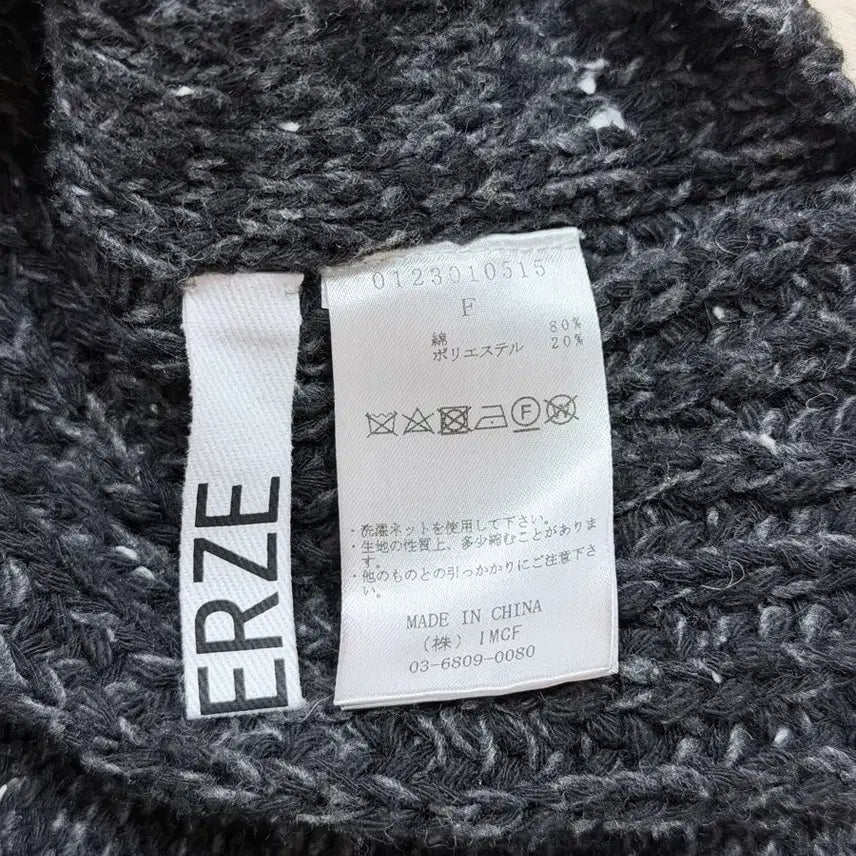 ERZE
0123010515
F
綿 80%
ポリエステル 20%
F
・洗濯ネットを使用して下さい。
・生地の性質上、多少縮むことがありま
す。
・他のものとの引っかかりにご注意下さ
い。
MADE IN CHINA
(株) IMCF
03-6809-0080